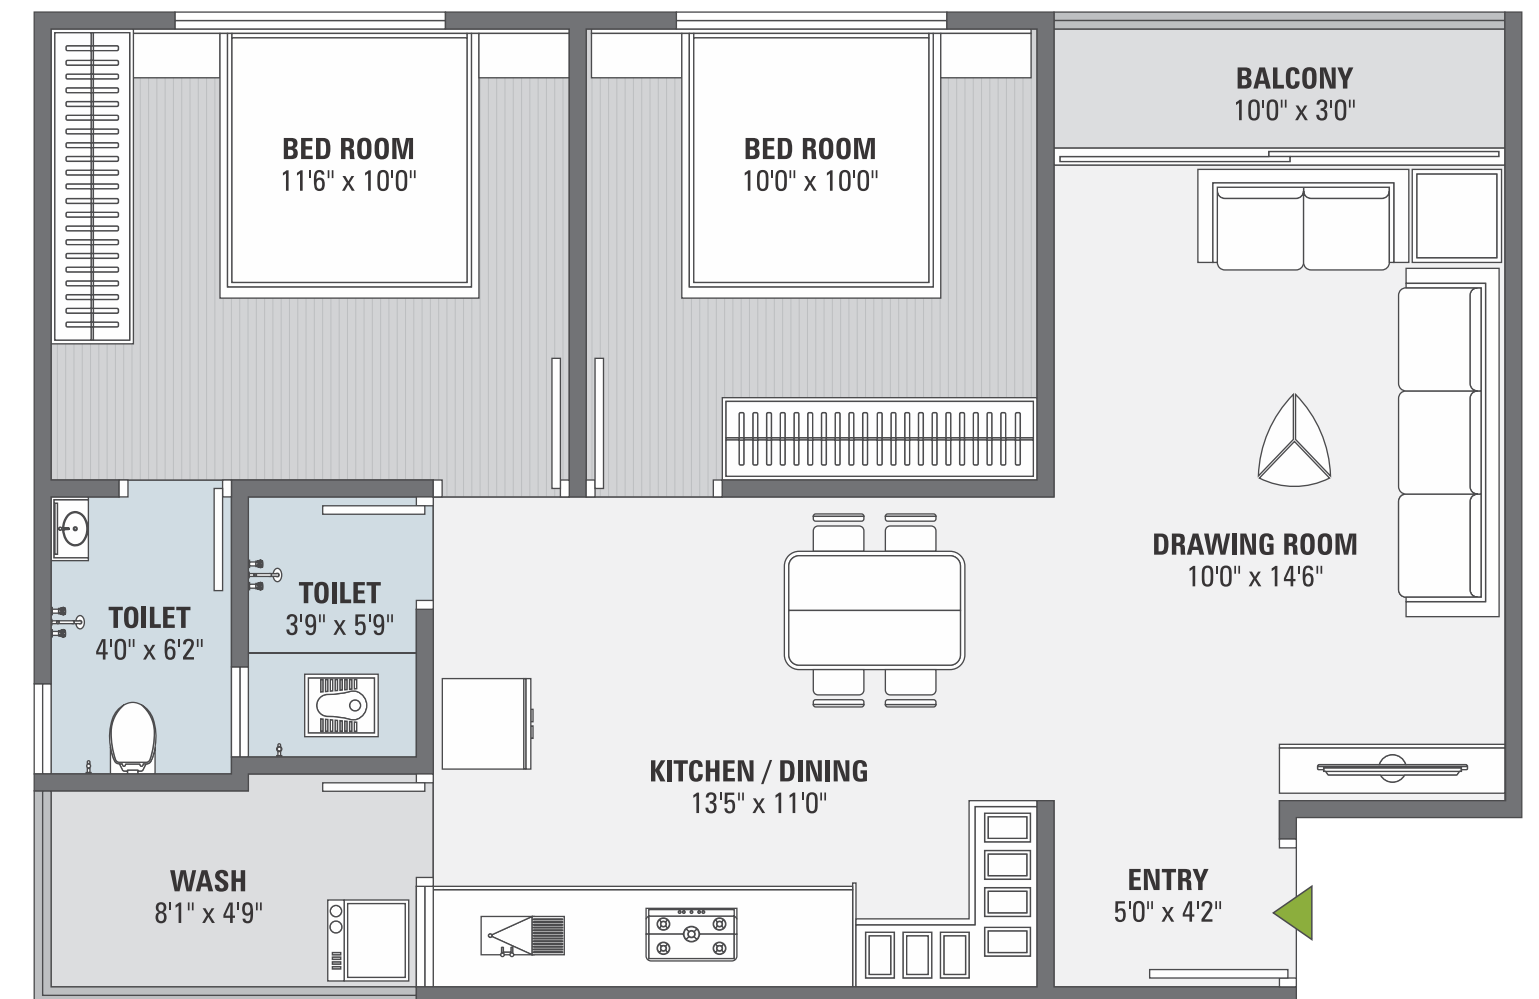 BALCONY
10'0" x 3'0"
BED ROOM
11'6" x 10'0"
BED ROOM
10'0" x 10'0"
DRAWING ROOM
10'0" x 14'6"
TOILET
3'9" x 5'9"
TOILET
4'0" x 6'2"
KITCHEN / DINING
13'5" x 11'0"
WASH
8'1" x 4'9"
ENTRY
5'0" x 4'2"